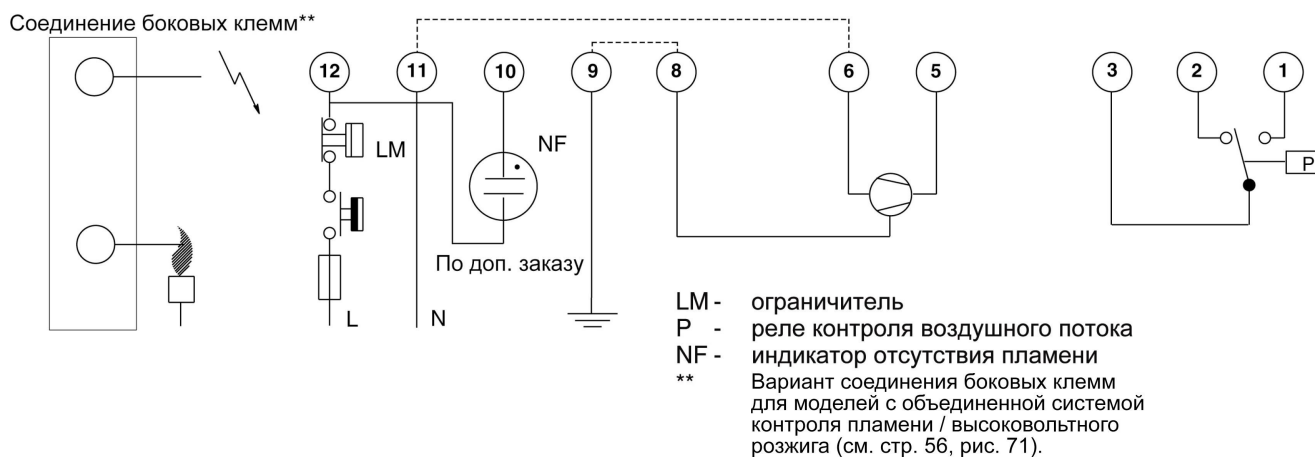 Соединение боковых клемм**
12 11 10 9 8 6 5 3 2 1
LM
NF
P
По доп. заказу
L N
LM - ограничитель
P - реле контроля воздушного потока
NF - индикатор отсутствия пламени
** Вариант соединения боковых клемм
для моделей с объединенной системой
контроля пламени / высоковольтного
розжига (см. стр. 56, рис. 71).